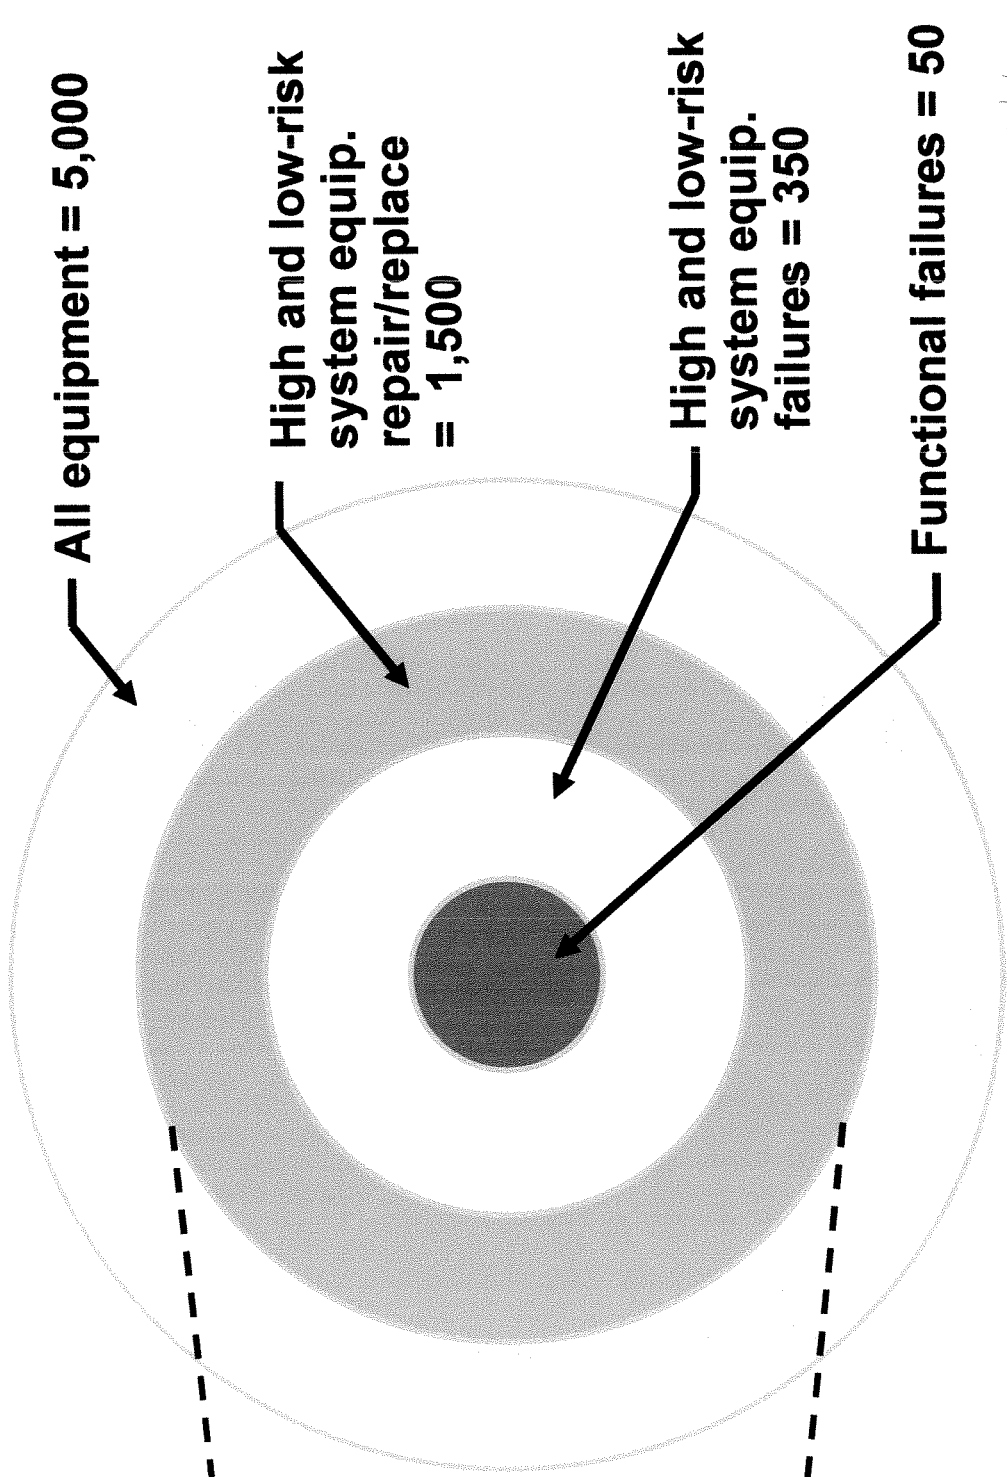 All equipment = 5,000
High and low-risk
system equip.
repair/replace
= 1,500
High and low-risk
system equip.
failures = 350
Functional failures = 50